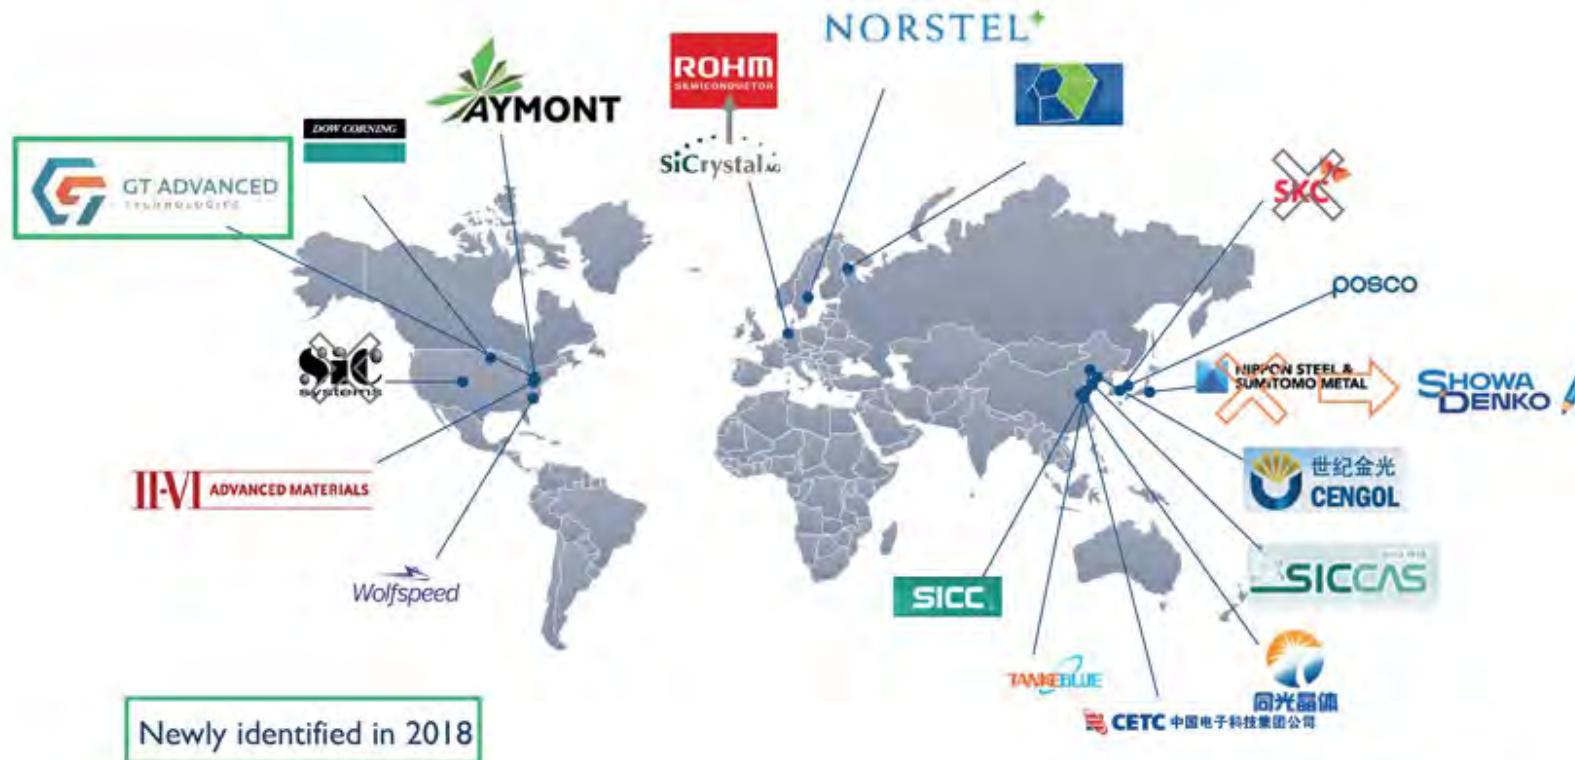 NORSTEL
ROHM
SEMICONDUCTOR
AYMONT
DOW CORNING
SiCrystal AG
GT ADVANCED
TECHNOLOGIES
SKC
posco
SiC
systems
NIPPON STEEL &
SUMITOMO METAL
SHOWA
DENKO
世纪金光
CENGOL
II-VI ADVANCED MATERIALS
SICCAS
Wolfspeed
SICC
TANKEBLUE
同光晶体
CETC 中国电子科技集团公司
Newly identified in 2018